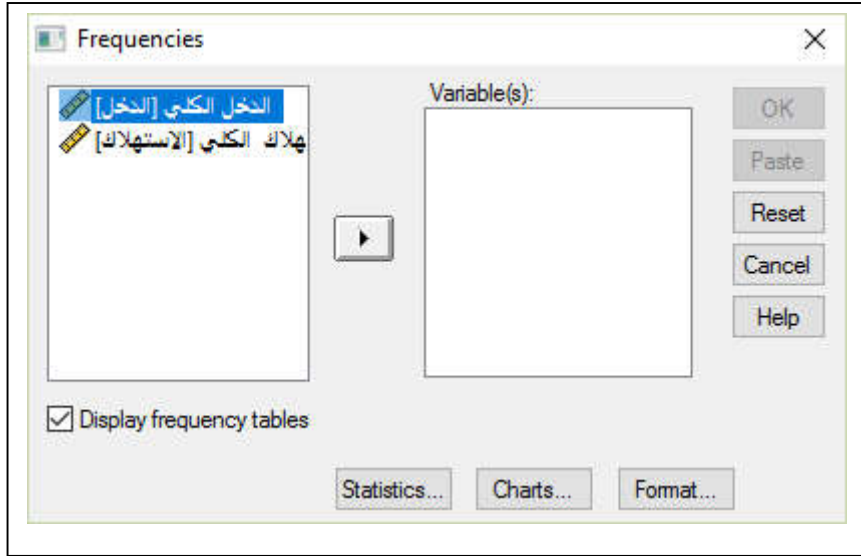 Frequencies
الدخل الكلي [الدخل]
هلاك الكلي [الاستهلاك]
Variable(s):
OK
Paste
Reset
Cancel
Help
Display frequency tables
Statistics...
Charts...
Format...